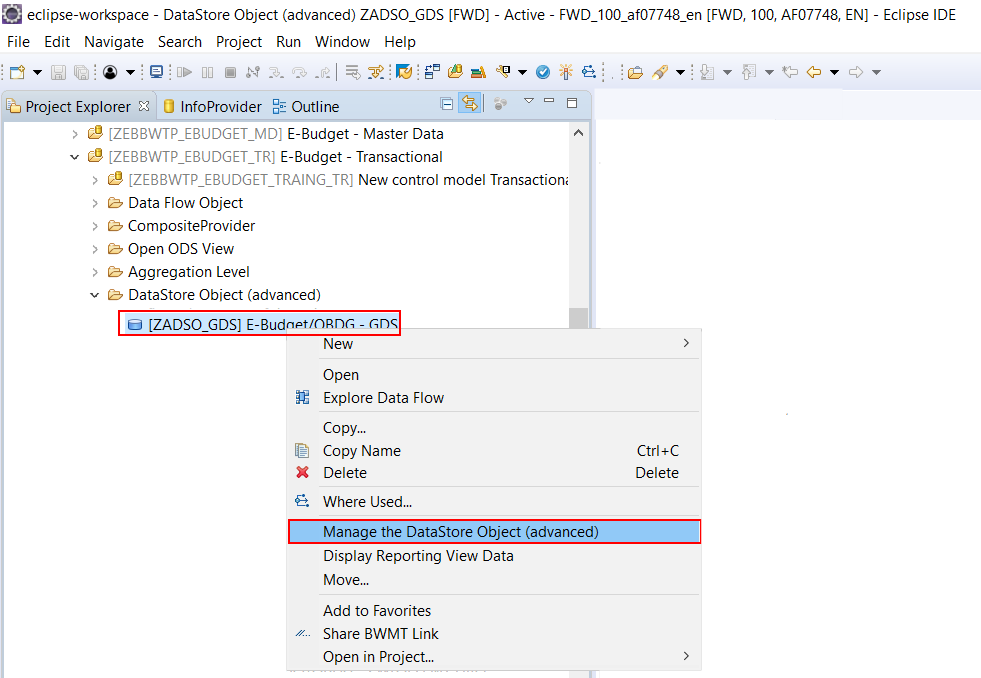 eclipse-workspace - DataStore Object (advanced) ZADSO_GDS [FWD] - Active - FWD_100_af07748_en [FWD, 100, AF07748, EN] - Eclipse IDE
File Edit Navigate Search Project Run Window Help
Project Explorer InfoProvider Outline
[ZEBBWTP_EBUDGET_MD] E-Budget - Master Data
[ZEBBWTP_EBUDGET_TR] E-Budget - Transactional
[ZEBBWTP_EBUDGET_TRAING_TR] New control model Transactiona
Data Flow Object
CompositeProvider
Open ODS View
Aggregation Level
DataStore Object (advanced)
[ZADSO_GDS] E-Budget/OBDG - GDS
New
Open
Explore Data Flow
Copy...
Copy Name Ctrl+C
Delete Delete
Where Used...
Manage the DataStore Object (advanced)
Display Reporting View Data
Move...
Add to Favorites
Share BWMT Link
Open in Project...